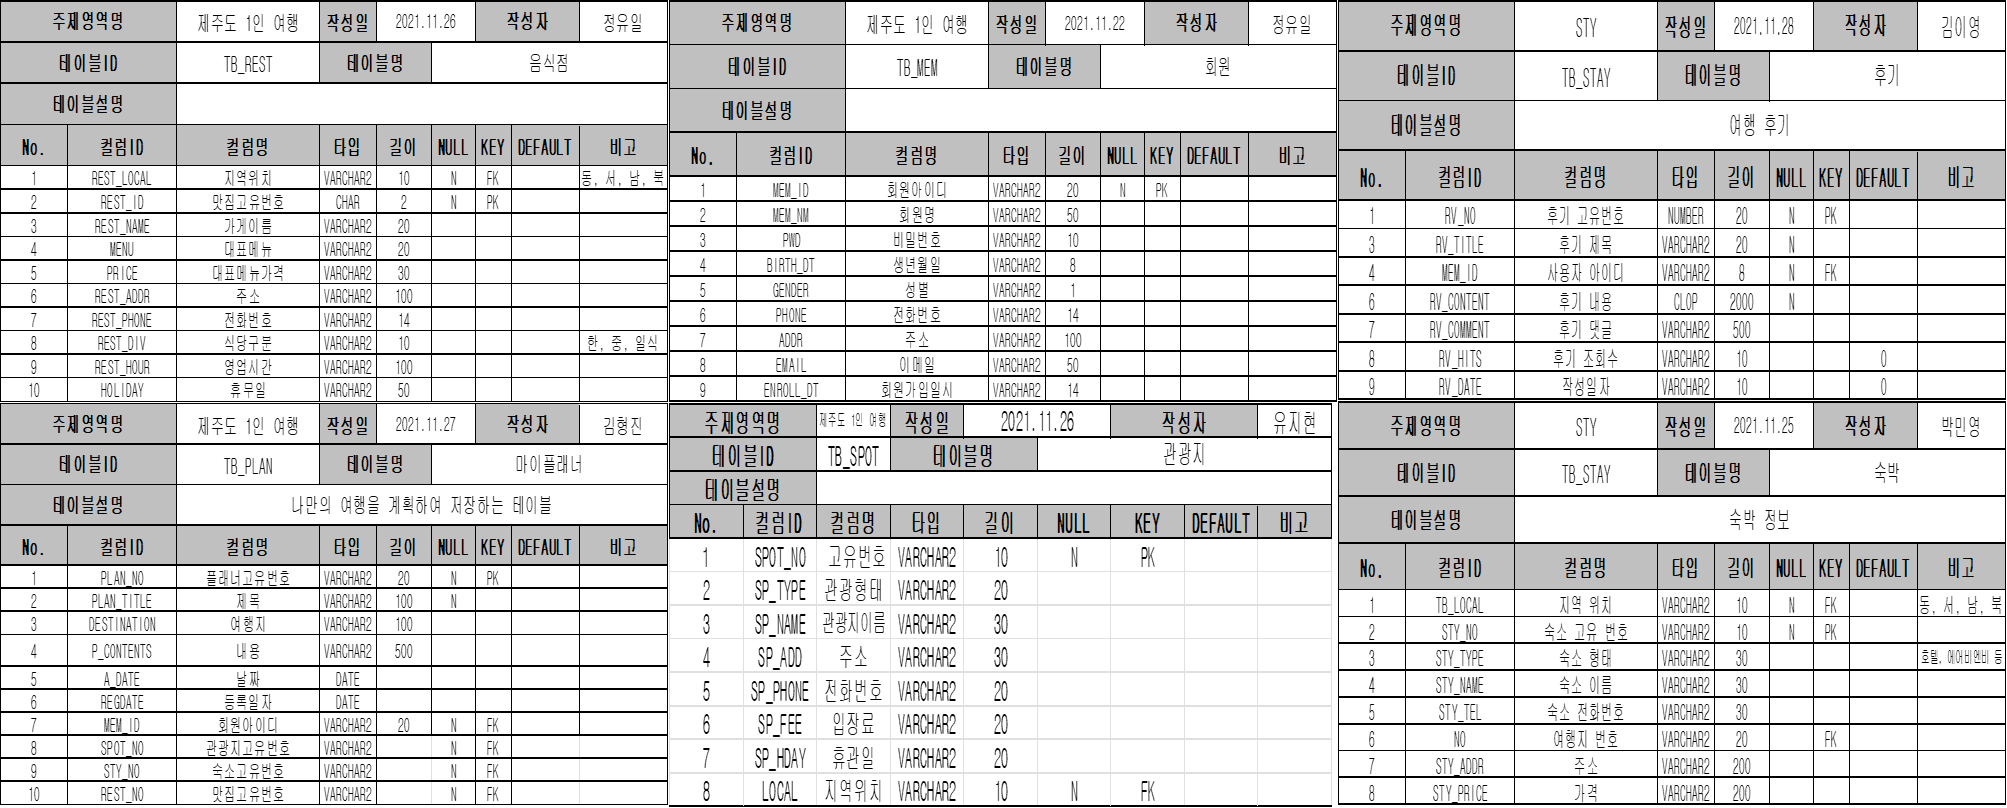 주제영역명 제주도 1인 여행 작성일 2021.11.26 작성자 정유일
테이블ID TB_REST 테이블명 음식점
테이블설명
No. 컬럼ID 컬럼명 타입 길이 NULL KEY DEFAULT 비고
1 REST_LOCAL 지역위치 VARCHAR2 10 N FK 동, 서, 남, 북
2 REST_ID 맛집고유번호 CHAR 2 N PK
3 REST_NAME 가게이름 VARCHAR2 20
4 MENU 대표메뉴 VARCHAR2 20
5 PRICE 대표메뉴가격 VARCHAR2 30
6 REST_ADDR 주소 VARCHAR2 100
7 REST_PHONE 전화번호 VARCHAR2 14
8 REST_DIV 식당구분 VARCHAR2 10 한, 중, 일식
9 REST_HOUR 영업시간 VARCHAR2 100
10 HOLIDAY 휴무일 VARCHAR2 50
주제영역명 제주도 1인 여행 작성일 2021.11.22 작성자 정유일
테이블ID TB_MEM 테이블명 회원
테이블설명
No. 컬럼ID 컬럼명 타입 길이 NULL KEY DEFAULT 비고
1 MEM_ID 회원아이디 VARCHAR2 20 N PK
2 MEM_NM 회원명 VARCHAR2 50
3 PWD 비밀번호 VARCHAR2 10
4 BIRTH_DT 생년월일 VARCHAR2 8
5 GENDER 성별 VARCHAR2 1
6 PHONE 전화번호 VARCHAR2 14
7 ADDR 주소 VARCHAR2 100
8 EMAIL 이메일 VARCHAR2 50
9 ENROLL_DT 회원가입일시 VARCHAR2 14
주제영역명 STY 작성일 2021.11.28 작성자 김이영
테이블ID TB_STAY 테이블명 후기
테이블설명 여행 후기
No. 컬럼ID 컬럼명 타입 길이 NULL KEY DEFAULT 비고
1 RV_NO 후기 고유번호 NUMBER 20 N PK
3 RV_TITLE 후기 제목 VARCHAR2 20 N
4 MEM_ID 사용자 아이디 VARCHAR2 8 N FK
6 RV_CONTENT 후기 내용 CLOP 2000 N
7 RV_COMMENT 후기 댓글 VARCHAR2 500
8 RV_HITS 후기 조회수 VARCHAR2 10 0
9 RV_DATE 작성일자 VARCHAR2 10 0
주제영역명 제주도 1인 여행 작성일 2021.11.27 작성자 김형진
테이블ID TB_PLAN 테이블명 마이플래너
테이블설명 나만의 여행을 계획하여 저장하는 테이블
No. 컬럼ID 컬럼명 타입 길이 NULL KEY DEFAULT 비고
1 PLAN_NO 플래너고유번호 VARCHAR2 20 N PK
2 PLAN_TITLE 제목 VARCHAR2 100 N
3 DESTINATION 여행지 VARCHAR2 100
4 P_CONTENTS 내용 VARCHAR2 500
5 A_DATE 날짜 DATE
6 REGDATE 등록일자 DATE
7 MEM_ID 회원아이디 VARCHAR2 20 N FK
8 SPOT_NO 관광지고유번호 VARCHAR2 N FK
9 STY_NO 숙소고유번호 VARCHAR2 N FK
10 REST_NO 맛집고유번호 VARCHAR2 N FK
주제영역명 제주도 1인 여행 작성일 2021.11.26 작성자 유지현
테이블ID TB_SPOT 테이블명 관광지
테이블설명
No. 컬럼ID 컬럼명 타입 길이 NULL KEY DEFAULT 비고
1 SPOT_NO 고유번호 VARCHAR2 10 N PK
2 SP_TYPE 관광형태 VARCHAR2 20
3 SP_NAME 관광지이름 VARCHAR2 30
4 SP_ADD 주소 VARCHAR2 30
5 SP_PHONE 전화번호 VARCHAR2 20
6 SP_FEE 입장료 VARCHAR2 20
7 SP_HDAY 휴관일 VARCHAR2 20
8 LOCAL 지역위치 VARCHAR2 10 N FK
주제영역명 STY 작성일 2021.11.25 작성자 박민영
테이블ID TB_STAY 테이블명 숙박
테이블설명 숙박 정보
No. 컬럼ID 컬럼명 타입 길이 NULL KEY DEFAULT 비고
1 TB_LOCAL 지역 위치 VARCHAR2 10 N FK 동, 서, 남, 북
2 STY_NO 숙소 고유 번호 VARCHAR2 10 N PK
3 STY_TYPE 숙소 형태 VARCHAR2 30 호텔, 에어비엔비 등
4 STY_NAME 숙소 이름 VARCHAR2 30
5 STY_TEL 숙소 전화번호 VARCHAR2 30
6 NO 여행지 번호 VARCHAR2 20 FK
7 STY_ADDR 주소 VARCHAR2 200
8 STY_PRICE 가격 VARCHAR2 200